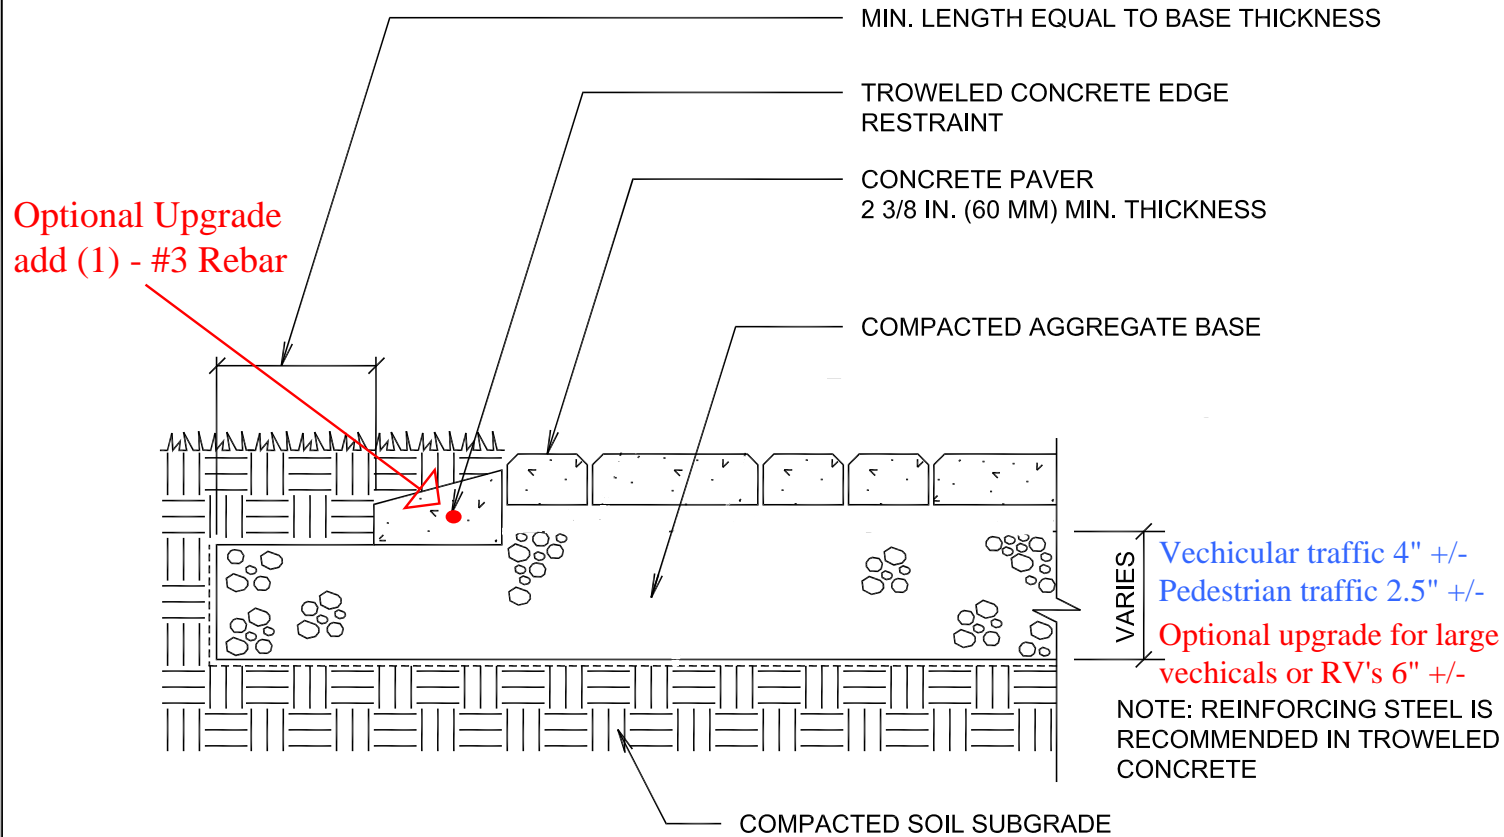 MIN. LENGTH EQUAL TO BASE THICKNESS
TROWELED CONCRETE EDGE
RESTRAINT
CONCRETE PAVER
2 3/8 IN. (60 MM) MIN. THICKNESS
Optional Upgrade
add (1) - #3 Rebar
COMPACTED AGGREGATE BASE
VARIES
Vechicular traffic 4" +/-
Pedestrian traffic 2.5" +/-
Optional upgrade for large
vechicals or RV's 6" +/-
NOTE: REINFORCING STEEL IS
RECOMMENDED IN TROWELED
CONCRETE
COMPACTED SOIL SUBGRADE